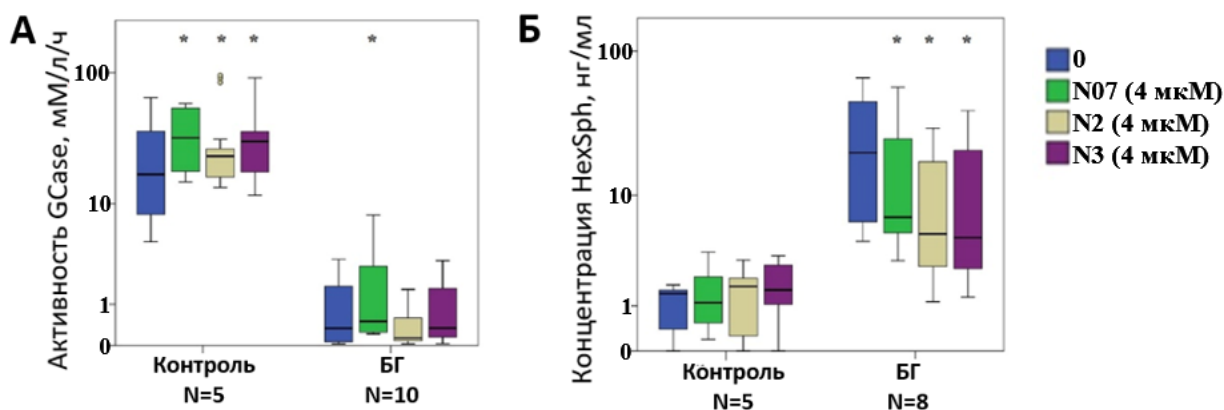 А
Активность GCase, мМ/л/ч
100
10
1
0
* * * *
Контроль
БГ
N=5
N=10
Б
Концентрация HexSph, нг/мл
100
10
1
0
* * *
Контроль
БГ
N=5
N=8
0
N07 (4 мкМ)
N2 (4 мкМ)
N3 (4 мкМ)